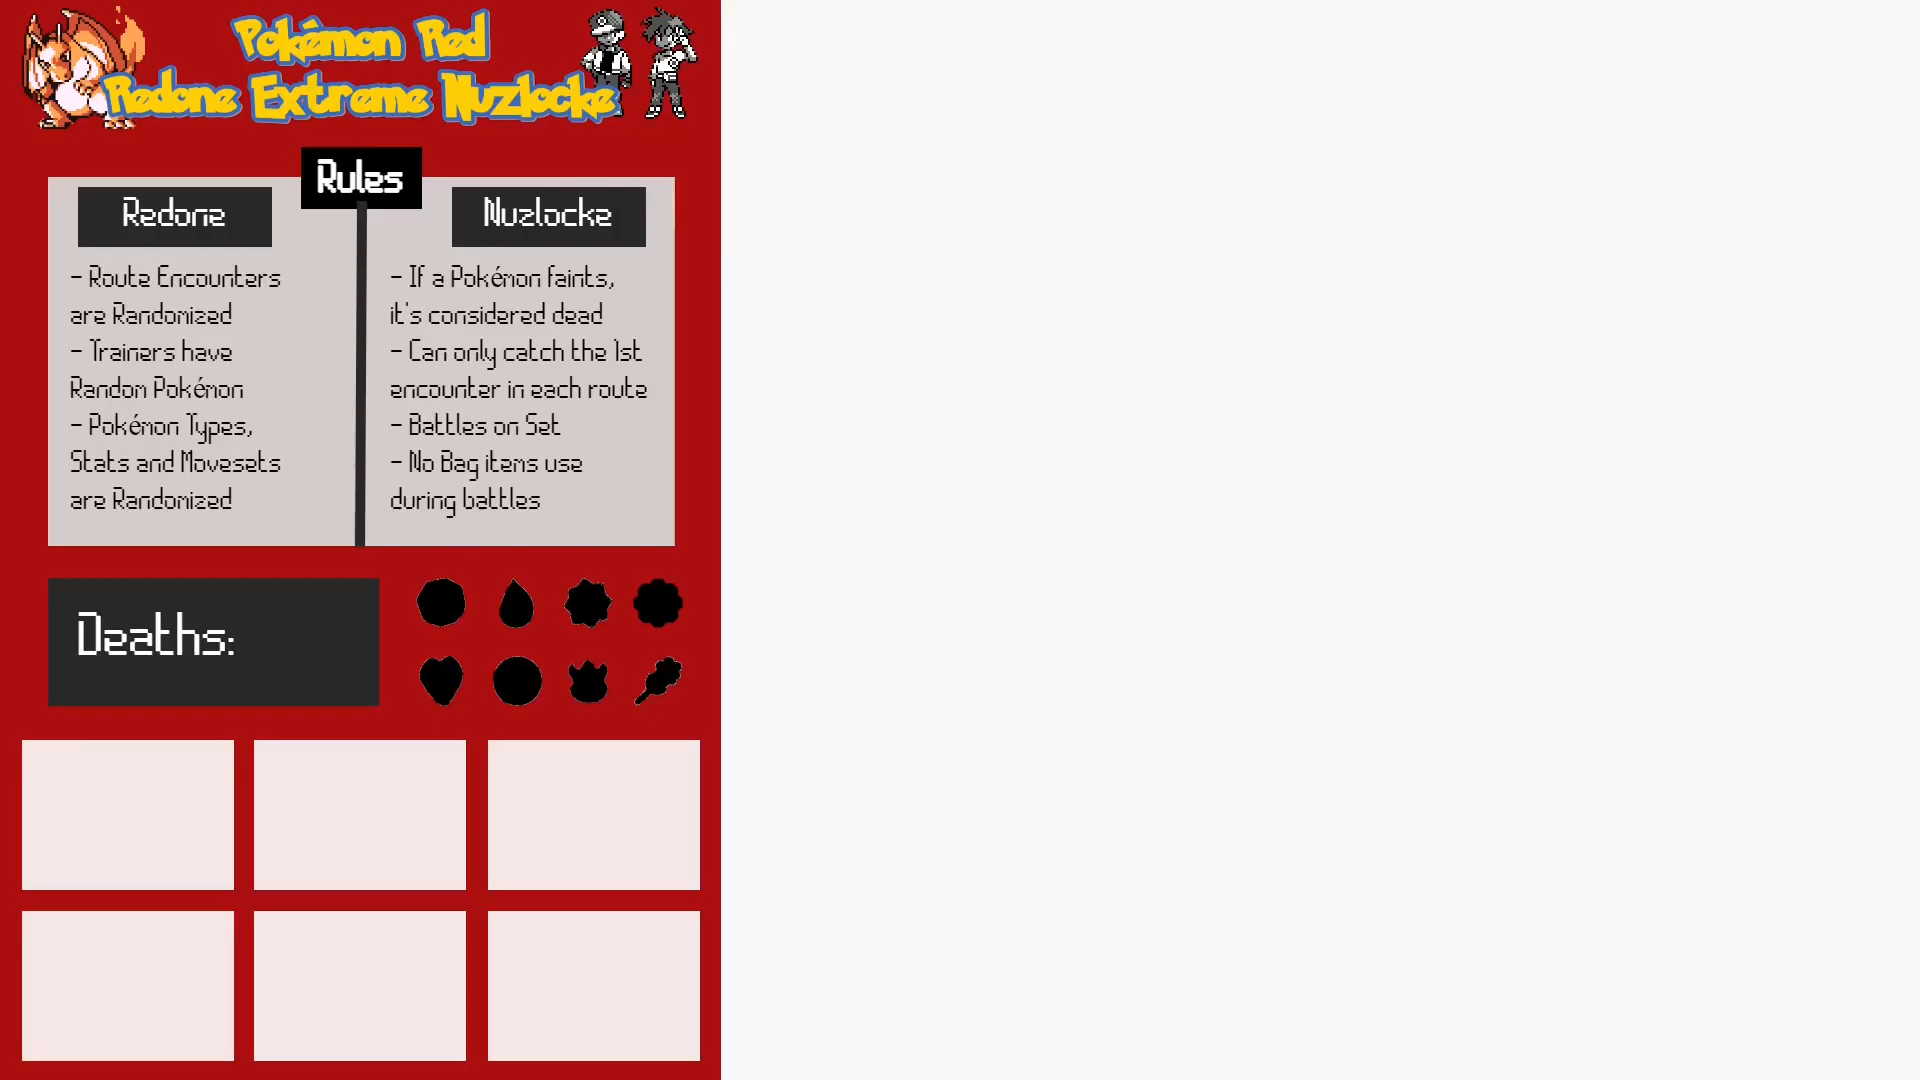 Pokémon Red
Redone Extreme Nuzlocke
Rules
Redone
- Route Encounters
are Randomized
- Trainers have
Random Pokémon
- Pokémon Types,
Stats and Movesets
are Randomized
Nuzlocke
- If a Pokémon faints,
it's considered dead
- Can only catch the 1st
encounter in each route
- Battles on Set
- No Bag items use
during battles
Deaths: